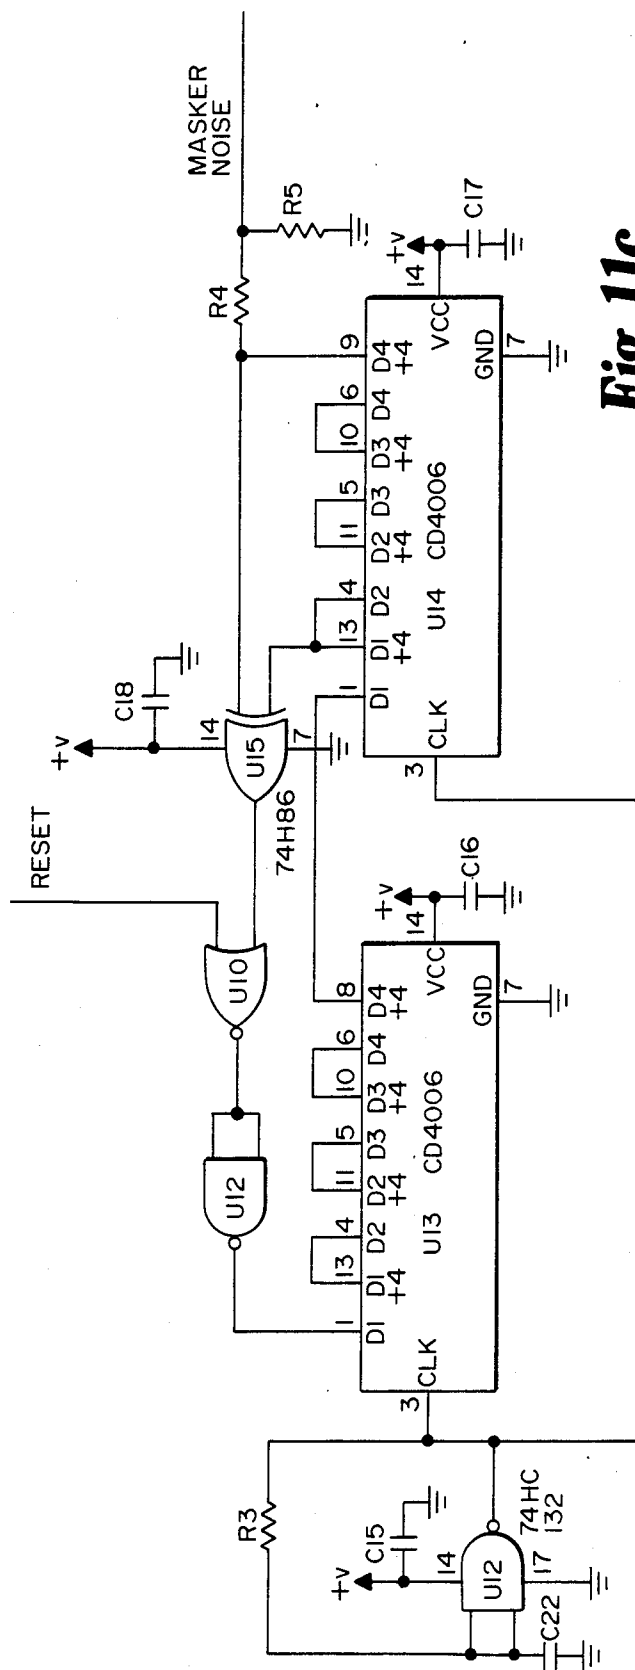 MASKER
NOISE
R5
R4
+V
C17
14
9
6
10
5
11
4
13
1
D4
+4
D4
D3
+4
D3
D2
+4
D2
D1
+4
D1
VCC
CD4006
U14
GND
7
CLK
3
Fig. 11c
C18
+V
14
U15
7
74H86
RESET
U10
U12
+V
C16
14
8
6
10
5
11
4
13
1
D4
+4
D4
D3
+4
D3
D2
+4
D2
D1
+4
D1
VCC
CD4006
U13
GND
7
CLK
3
R3
C15
+V
14
U12
17
74HC
132
C22